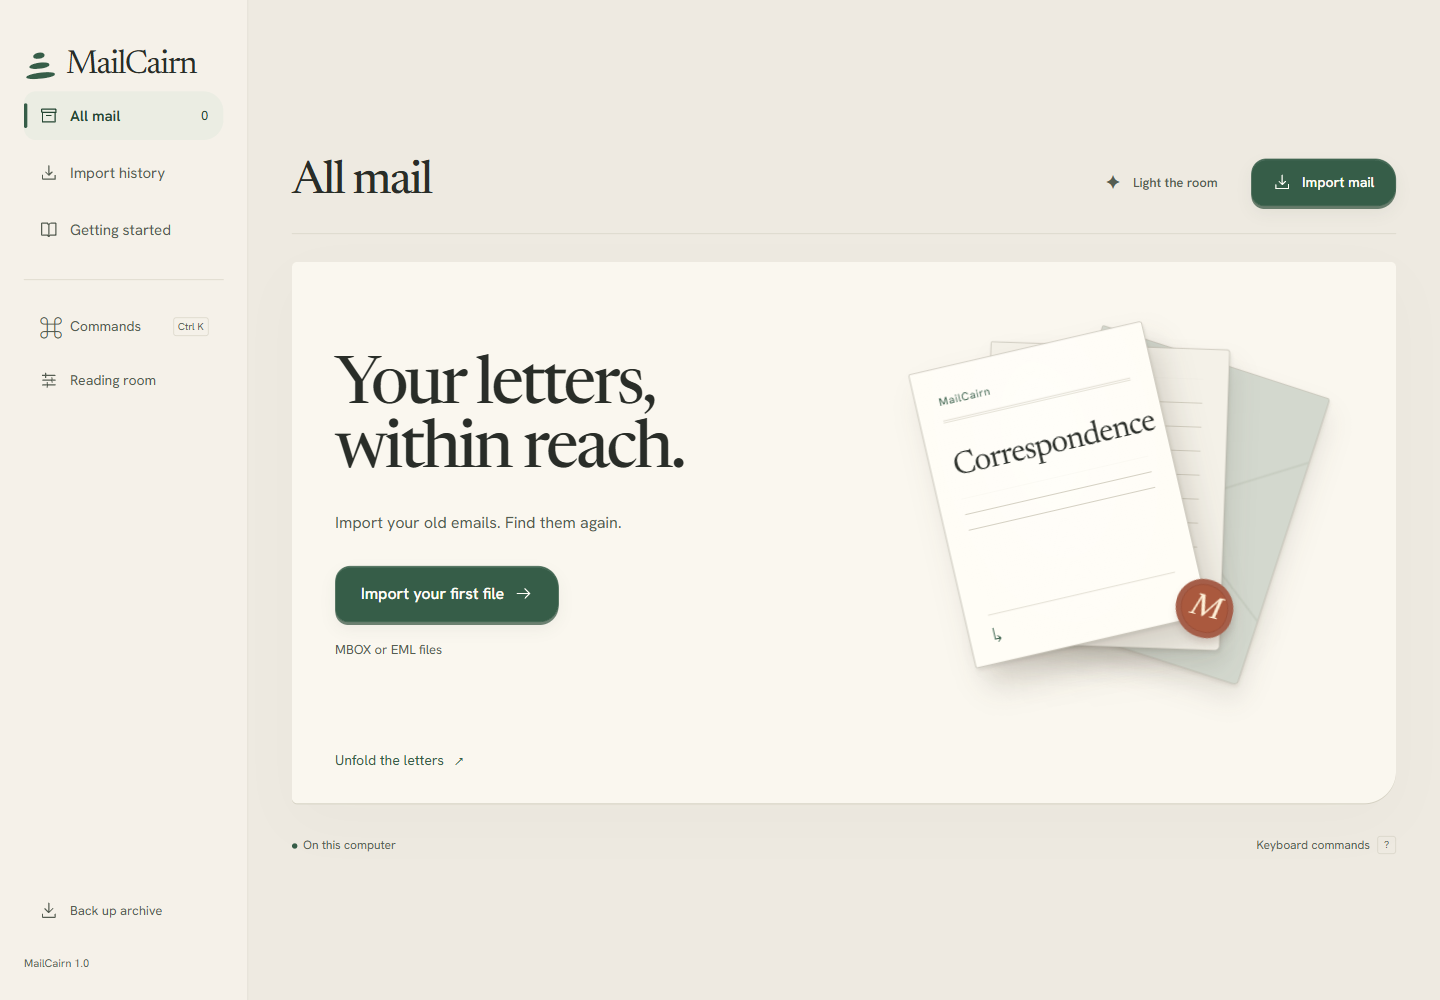 MailCairn
All mail 0
Import history
Getting started
Commands Ctrl K
Reading room
Back up archive
MailCairn 1.0
All mail
Light the room
Import mail
Your letters,
within reach.
Import your old emails. Find them again.
Import your first file →
MBOX or EML files
Unfold the letters ↗
MailCairn
Correspondence
↳
M
On this computer
Keyboard commands ?